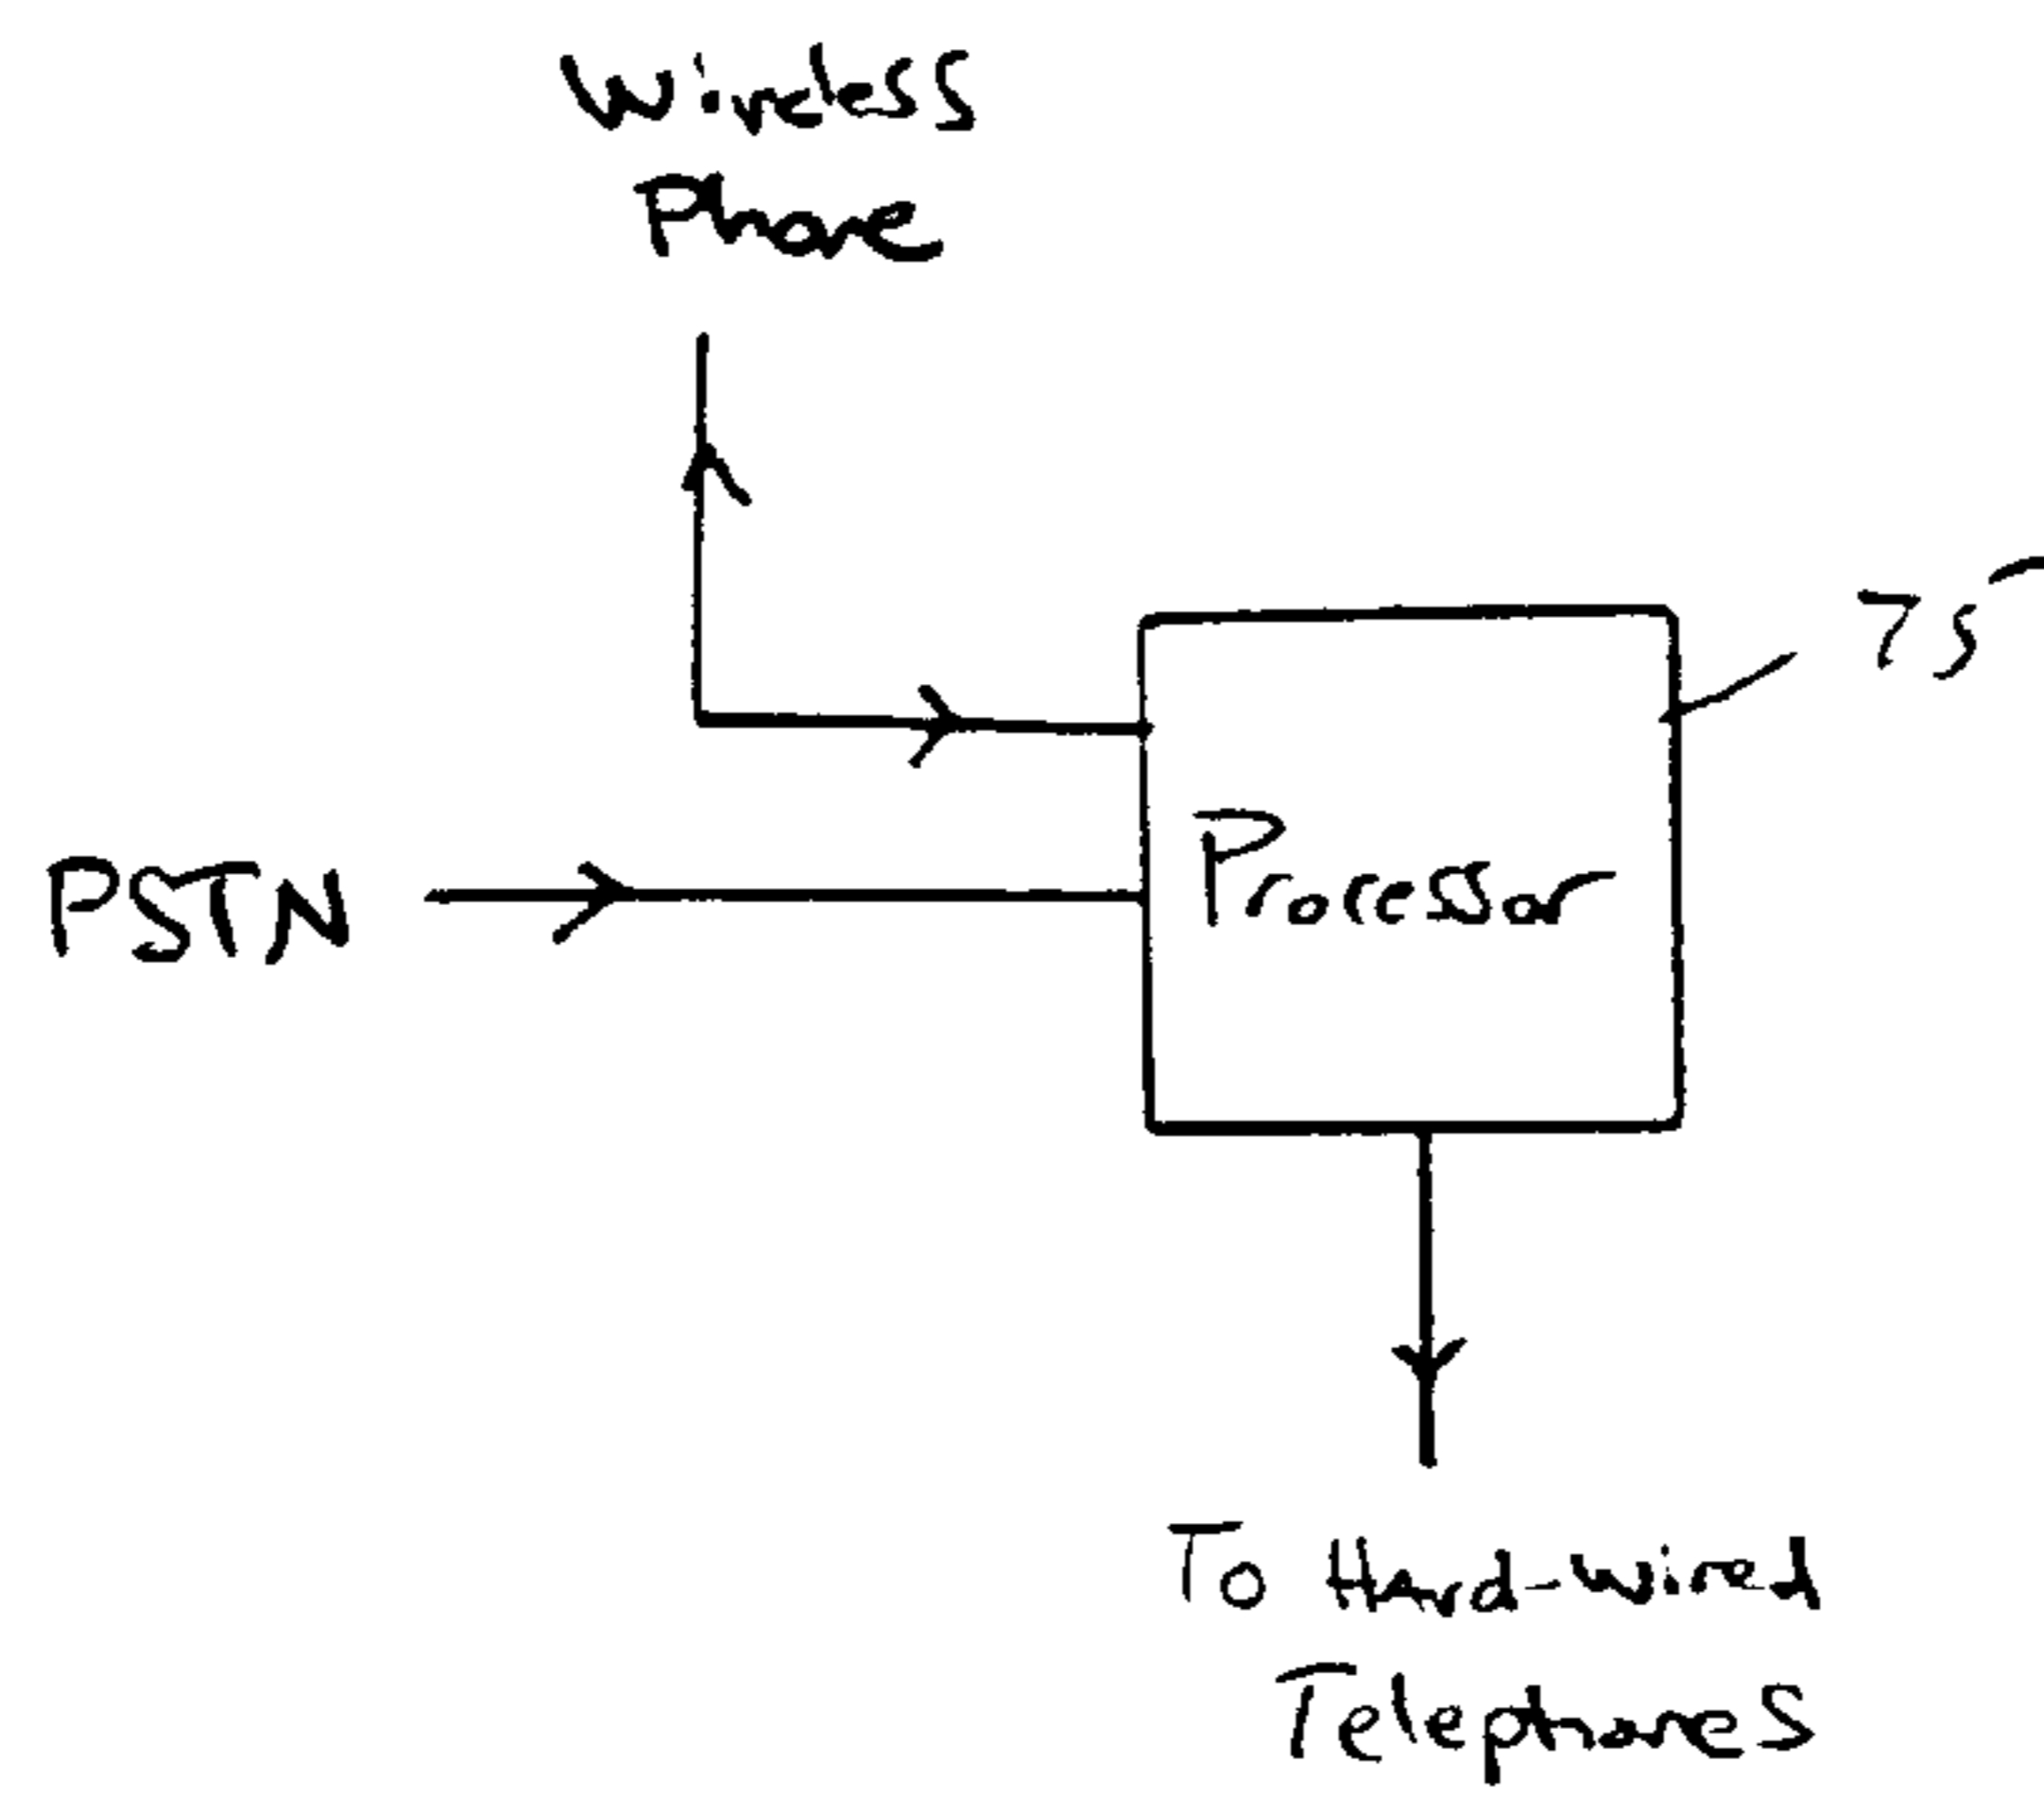 Wireless
Phone
75
Processor
PSTN
To Hard-wired
Telephones